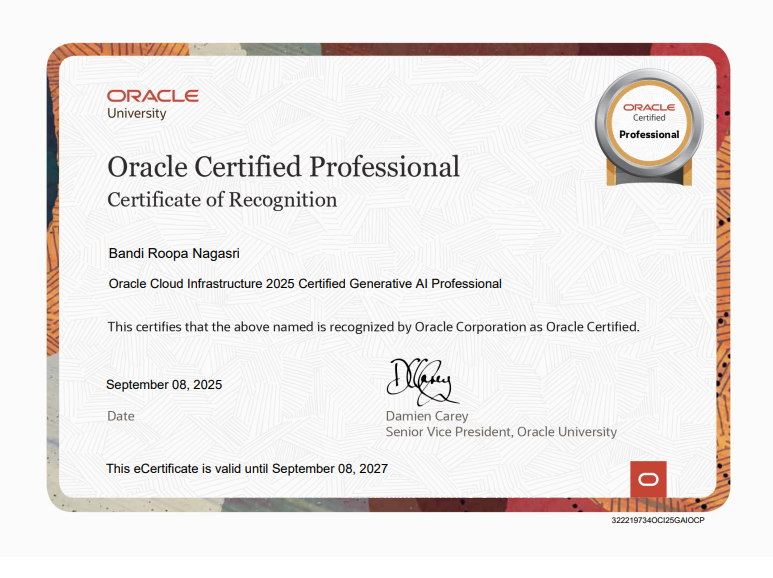 ORACLE
University
ORACLE
Certified
Professional
Oracle Certified Professional
Certificate of Recognition
Bandi Roopa Nagasri
Oracle Cloud Infrastructure 2025 Certified Generative AI Professional
This certifies that the above named is recognized by Oracle Corporation as Oracle Certified.
September 08, 2025
Date
DCarey
Damien Carey
Senior Vice President, Oracle University
This eCertificate is valid until September 08, 2027
322219734OCI25GAIOCP